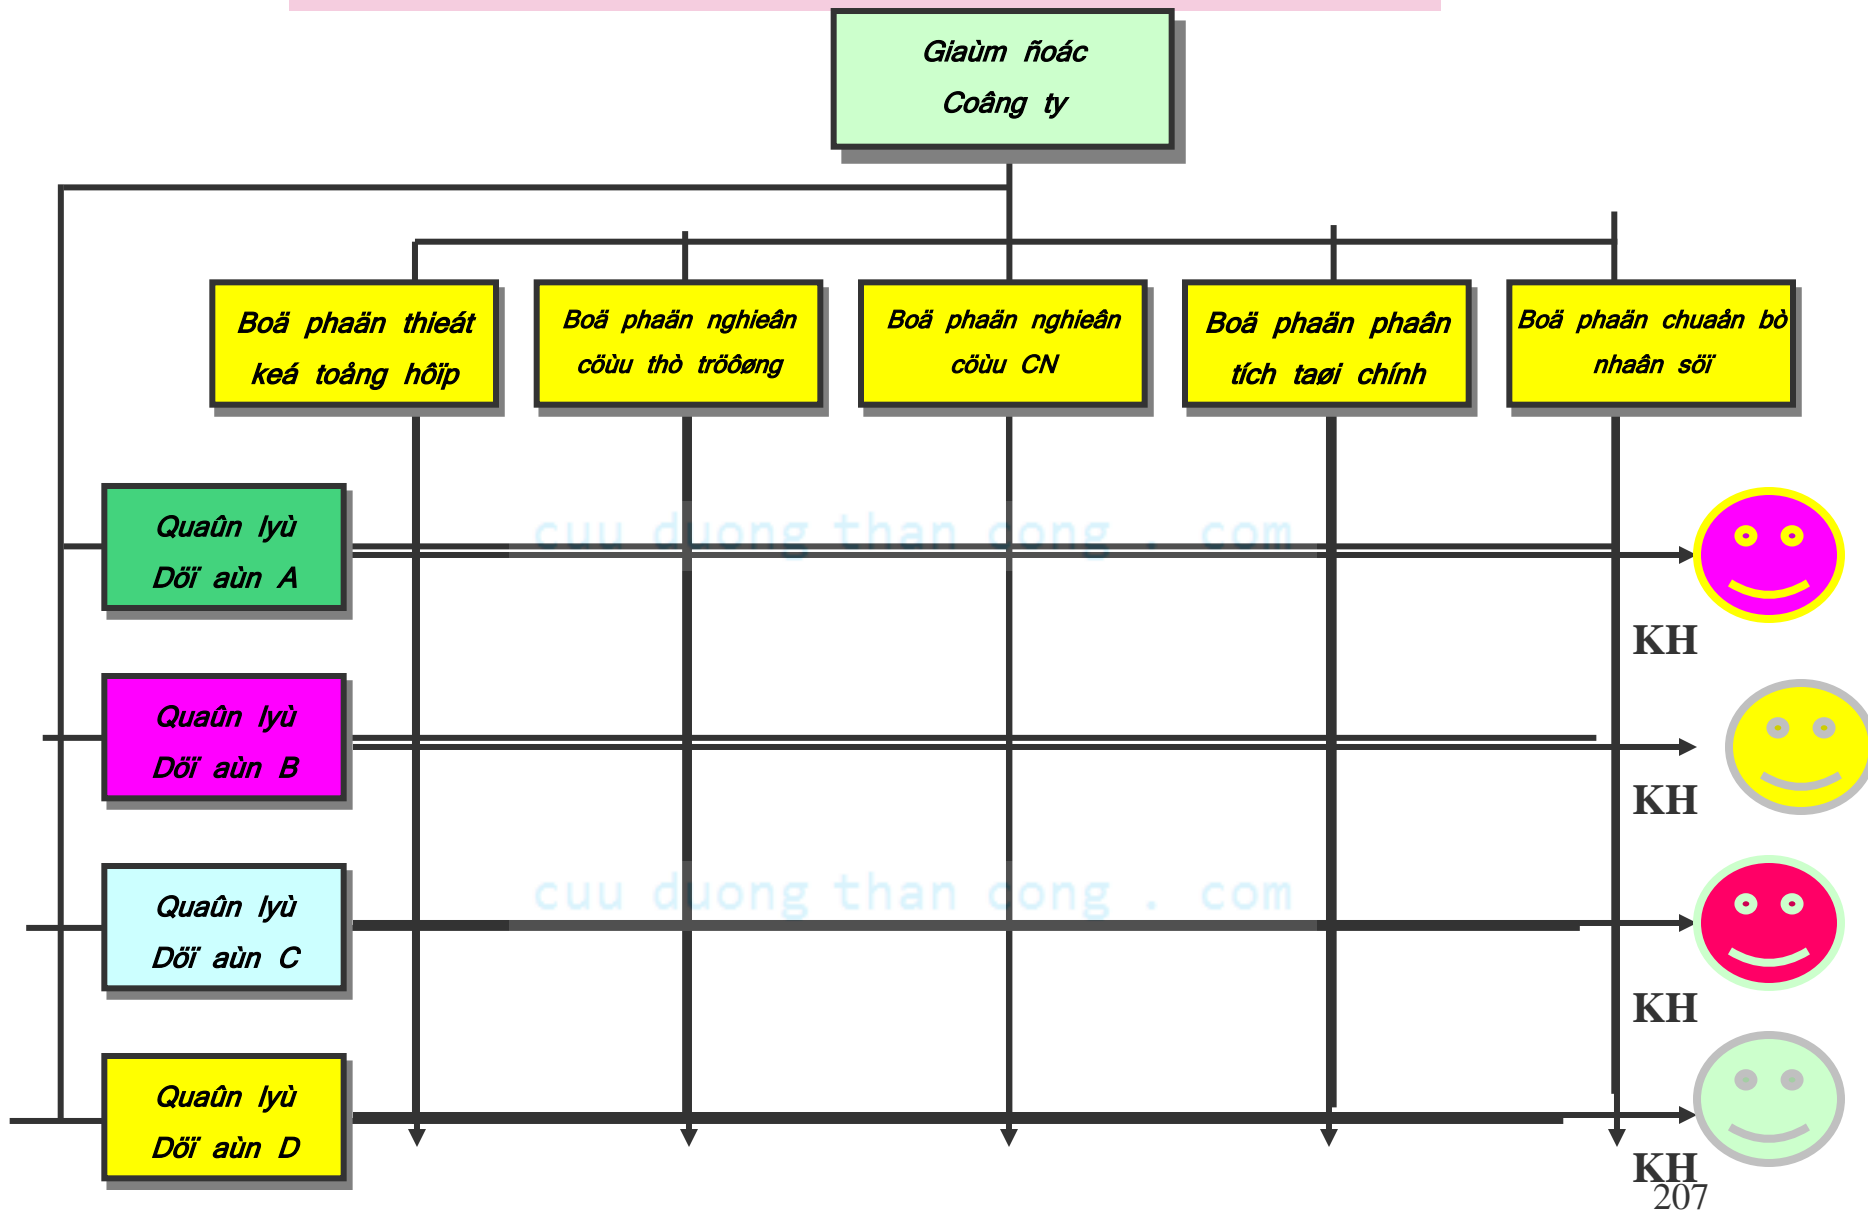 Giaùm ñoác
Coâng ty
Boä phaän thieát
keá toång hôïp
Boä phaän nghieân
cöùu thò tröôøng
Boä phaän nghieân
cöùu CN
Boä phaän phaân
tích taøi chính
Boä phaän chuaån bò
nhaân söï
Quaûn lyù
Döï aùn A
cuu duong than cong . com
KH
Quaûn lyù
Döï aùn B
KH
Quaûn lyù
Döï aùn C
cuu duong than cong . com
KH
Quaûn lyù
Döï aùn D
KH
207